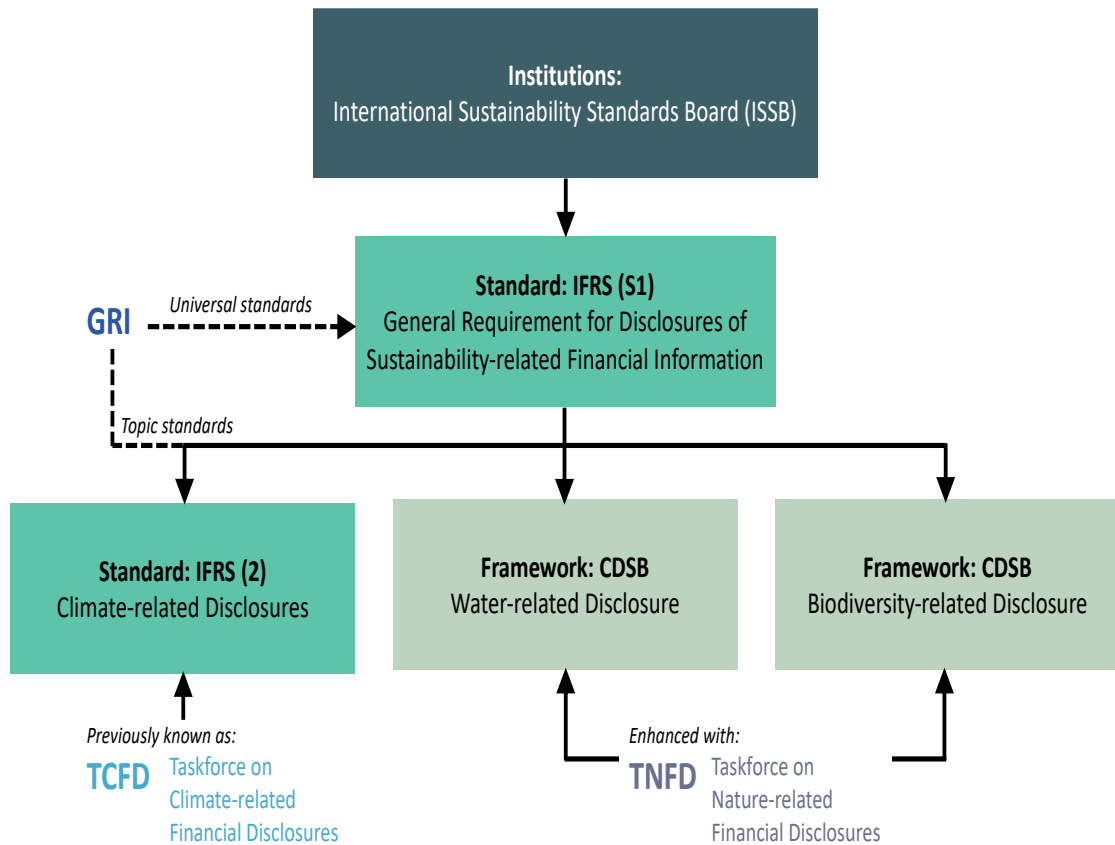 Institutions:
International Sustainability Standards Board (ISSB)
Standard: IFRS (S1)
General Requirement for Disclosures of
Sustainability-related Financial Information
GRI
Universal standards
Topic standards
Standard: IFRS (2)
Climate-related Disclosures
Framework: CDSB
Water-related Disclosure
Framework: CDSB
Biodiversity-related Disclosure
Previously known as:
TCFD
Taskforce on
Climate-related
Financial Disclosures
Enhanced with:
TNFD
Taskforce on
Nature-related
Financial Disclosures